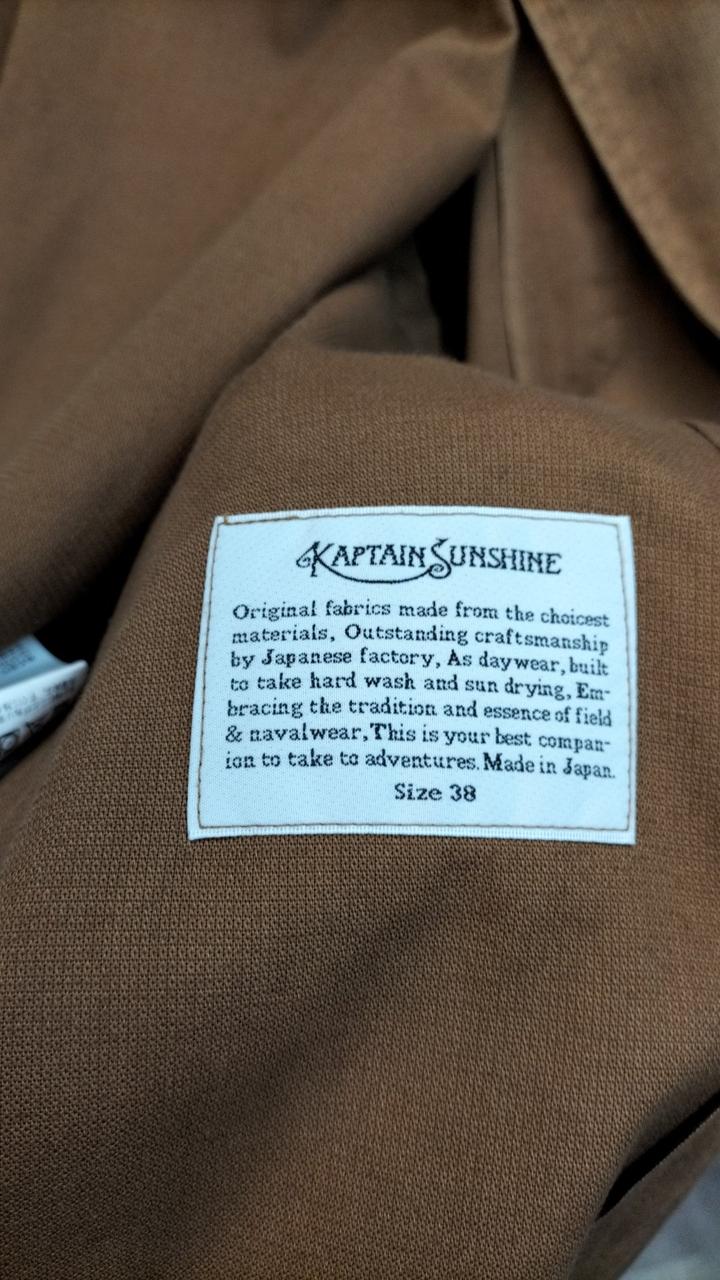 KAPTAIN SUNSHINE
Original fabrics made from the choicest
materials, Outstanding craftsmanship
by Japanese factory, As daywear, built
to take hard wash and sun drying, Em-
bracing the tradition and essence of field
& navalwear, This is your best compan-
ion to take to adventures. Made in Japan.
Size 38